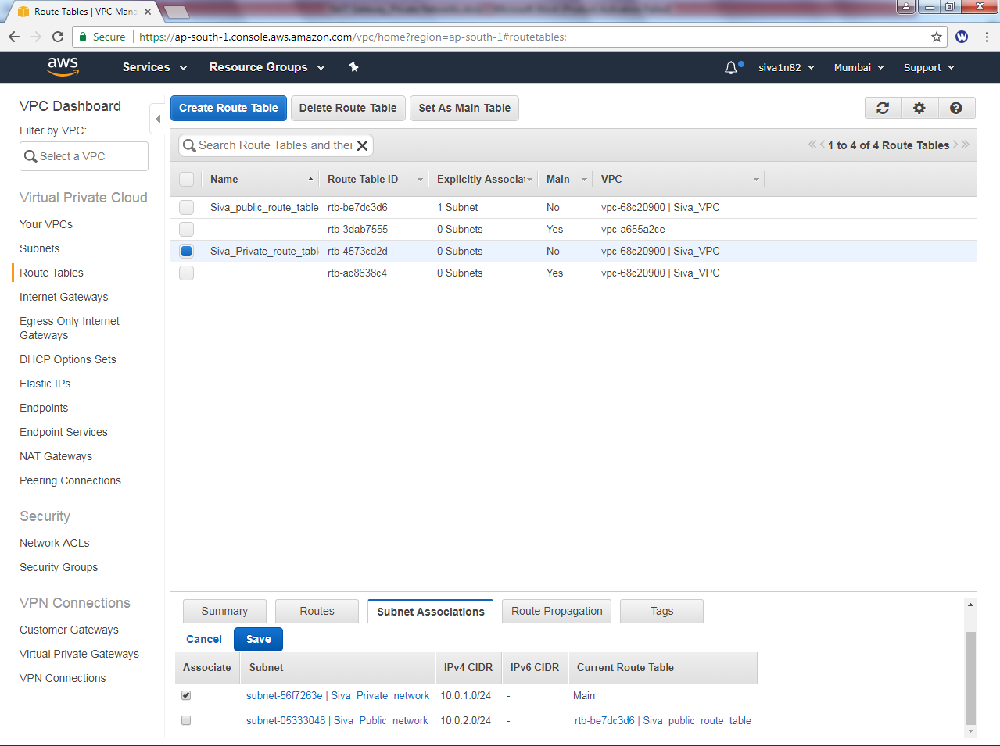 Route Tables | VPC Mana
Secure https://ap-south-1.console.aws.amazon.com/vpc/home?region=ap-south-1#routetables:
aws Services Resource Groups siva1n82 Mumbai Support
VPC Dashboard
Filter by VPC:
Select a VPC
Virtual Private Cloud
Your VPCs
Subnets
Route Tables
Internet Gateways
Egress Only Internet
Gateways
DHCP Options Sets
Elastic IPs
Endpoints
Endpoint Services
NAT Gateways
Peering Connections
Security
Network ACLs
Security Groups
VPN Connections
Customer Gateways
Virtual Private Gateways
VPN Connections
Create Route Table Delete Route Table Set As Main Table
Search Route Tables and thei 1 to 4 of 4 Route Tables
Name Route Table ID Explicitly Associat Main VPC
Siva_public_route_table rtb-be7dc3d6 1 Subnet No vpc-68c20900 | Siva_VPC
rtb-3dab7555 0 Subnets Yes vpc-a655a2ce
Siva_Private_route_tabl rtb-4573cd2d 0 Subnets No vpc-68c20900 | Siva_VPC
rtb-ac8638c4 0 Subnets Yes vpc-68c20900 | Siva_VPC
Summary Routes Subnet Associations Route Propagation Tags
Cancel Save
Associate Subnet IPv4 CIDR IPv6 CIDR Current Route Table
subnet-56f7263e | Siva_Private_network 10.0.1.0/24 - Main
subnet-05333048 | Siva_Public_network 10.0.2.0/24 - rtb-be7dc3d6 | Siva_public_route_table